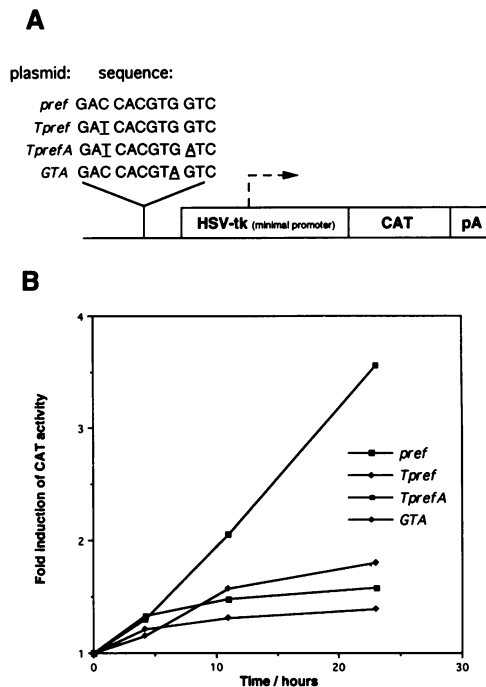 A
plasmid: sequence:
pref GAC CACGTG GTC
Tpref GAT CACGTG GTC
TprefA GAT CACGTG ATC
GTA GAC CACGTA GTC
HSV-tk (minimal promoter) CAT pA
B
Fold induction of CAT activity
4
3
2
1
0 10 20 30
Time / hours
pref
Tpref
TprefA
GTA